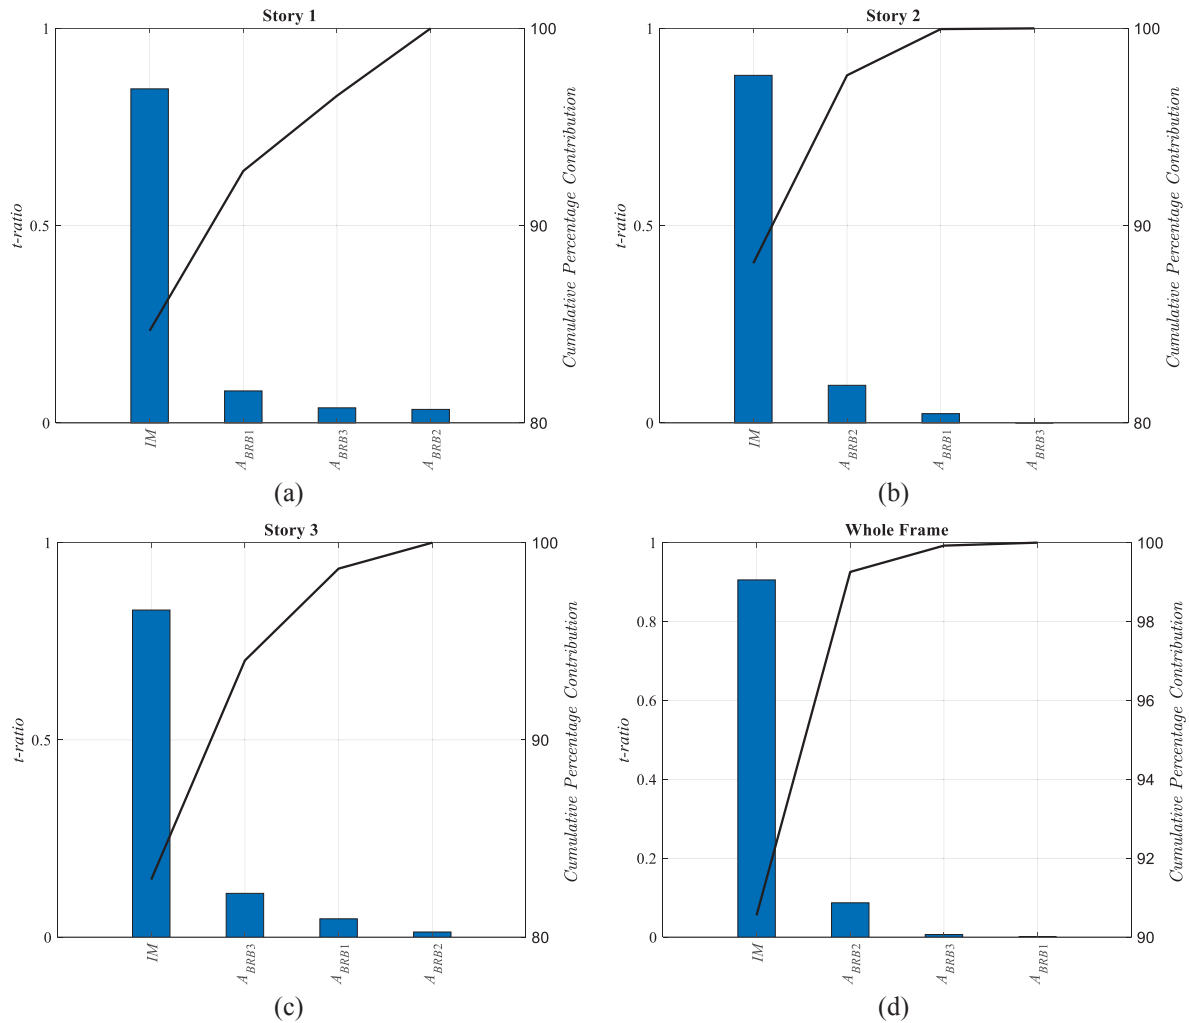 Story 1
1
0.5
0
t-ratio
100
90
80
Cumulative Percentage Contribution
IM
A BRB1
A BRB3
A BRB2
(a)
Story 2
1
0.5
0
t-ratio
100
90
80
Cumulative Percentage Contribution
IM
A BRB2
A BRB1
A BRB3
(b)
Story 3
1
0.5
0
t-ratio
100
90
80
Cumulative Percentage Contribution
IM
A BRB3
A BRB1
A BRB2
(c)
Whole Frame
1
0.8
0.6
0.4
0.2
0
t-ratio
100
98
96
94
92
90
Cumulative Percentage Contribution
IM
A BRB2
A BRB3
A BRB1
(d)